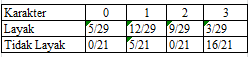 Karakter 0 1 2 3
Layak 5/29 12/29 9/29 3/29
Tidak Layak 0/21 5/21 0/21 16/21